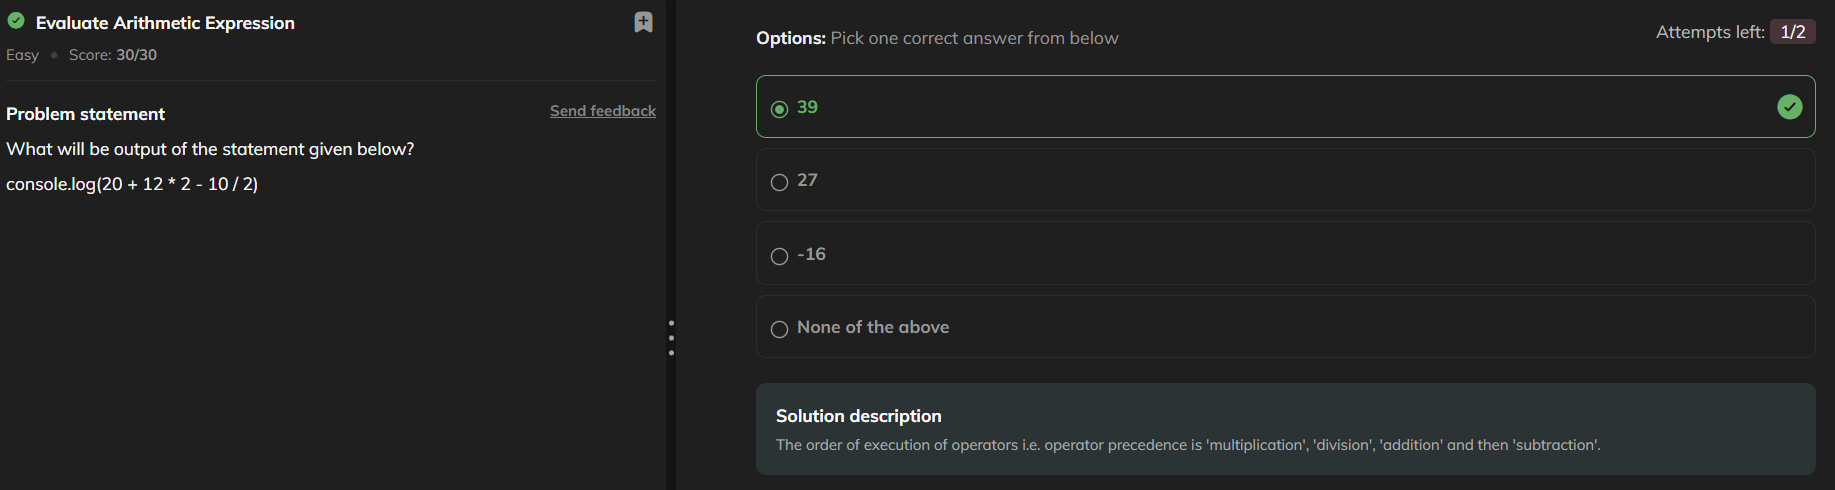 Evaluate Arithmetic Expression
Easy • Score: 30/30
Problem statement
Send feedback
What will be output of the statement given below?
console.log(20 + 12 * 2 - 10 / 2)
Options: Pick one correct answer from below
Attempts left: 1/2
39
27
-16
None of the above
Solution description
The order of execution of operators i.e. operator precedence is 'multiplication', 'division', 'addition' and then 'subtraction'.